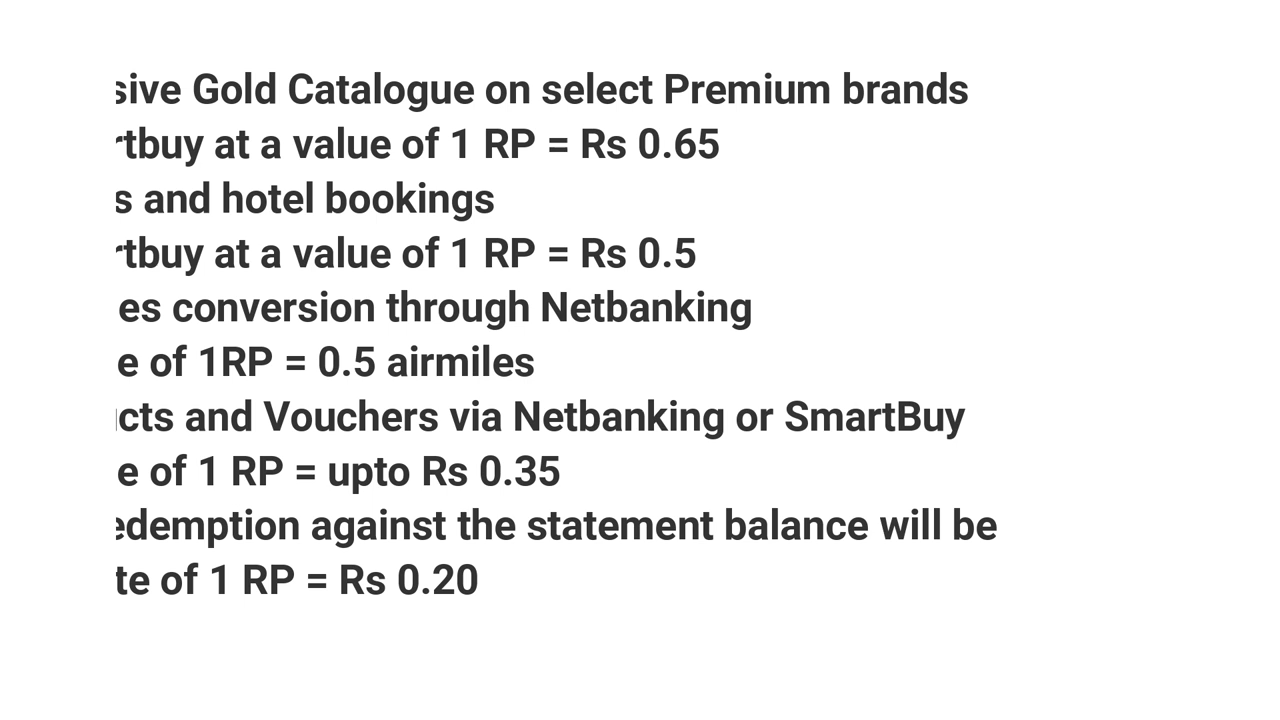 sive Gold Catalogue on select Premium brands
rtbuy at a value of 1 RP = Rs 0.65
s and hotel bookings
rtbuy at a value of 1 RP = Rs 0.5
es conversion through Netbanking
e of 1RP = 0.5 airmiles
cts and Vouchers via Netbanking or SmartBuy
e of 1 RP = upto Rs 0.35
edemption against the statement balance will be
te of 1 RP = Rs 0.20